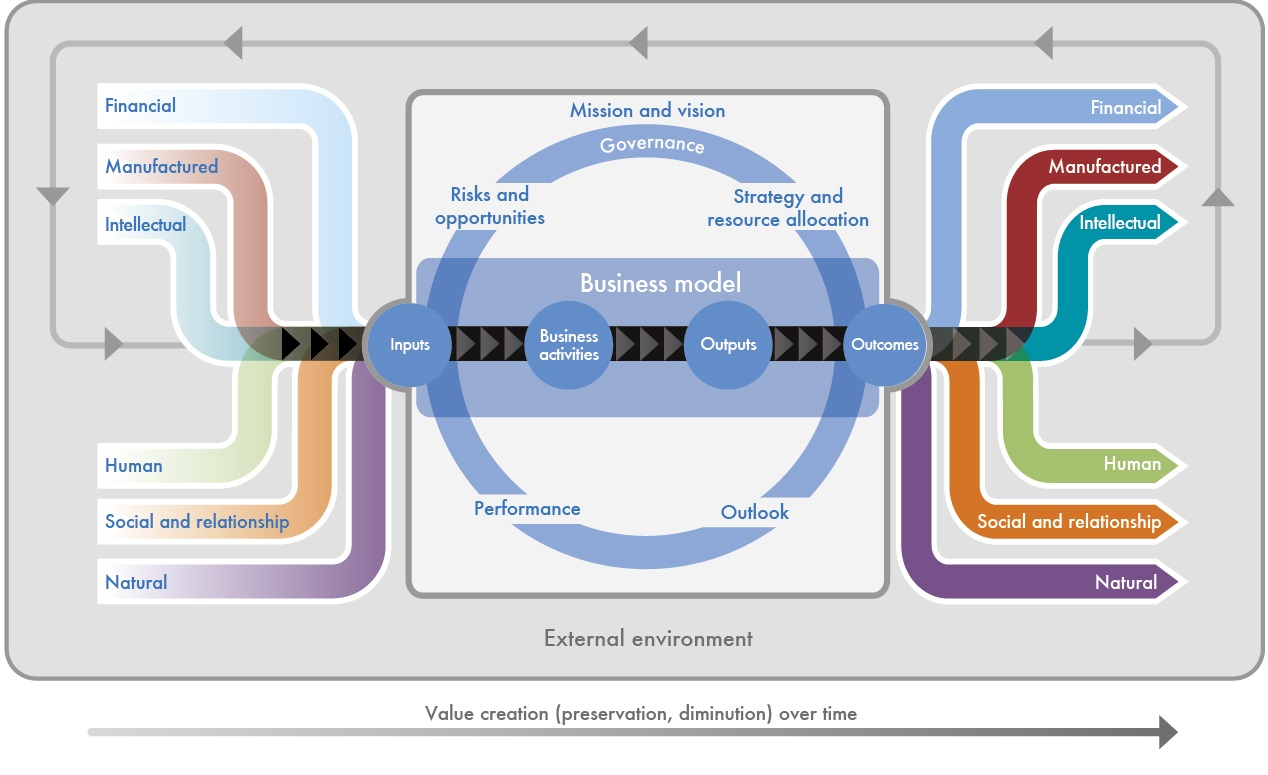 Financial
Manufactured
Intellectual
Human
Social and relationship
Natural
Mission and vision
Governance
Risks and
opportunities
Strategy and
resource allocation
Business model
Inputs
Business
activities
Outputs
Outcomes
Performance
Outlook
Financial
Manufactured
Intellectual
Human
Social and relationship
Natural
External environment
Value creation (preservation, diminution) over time